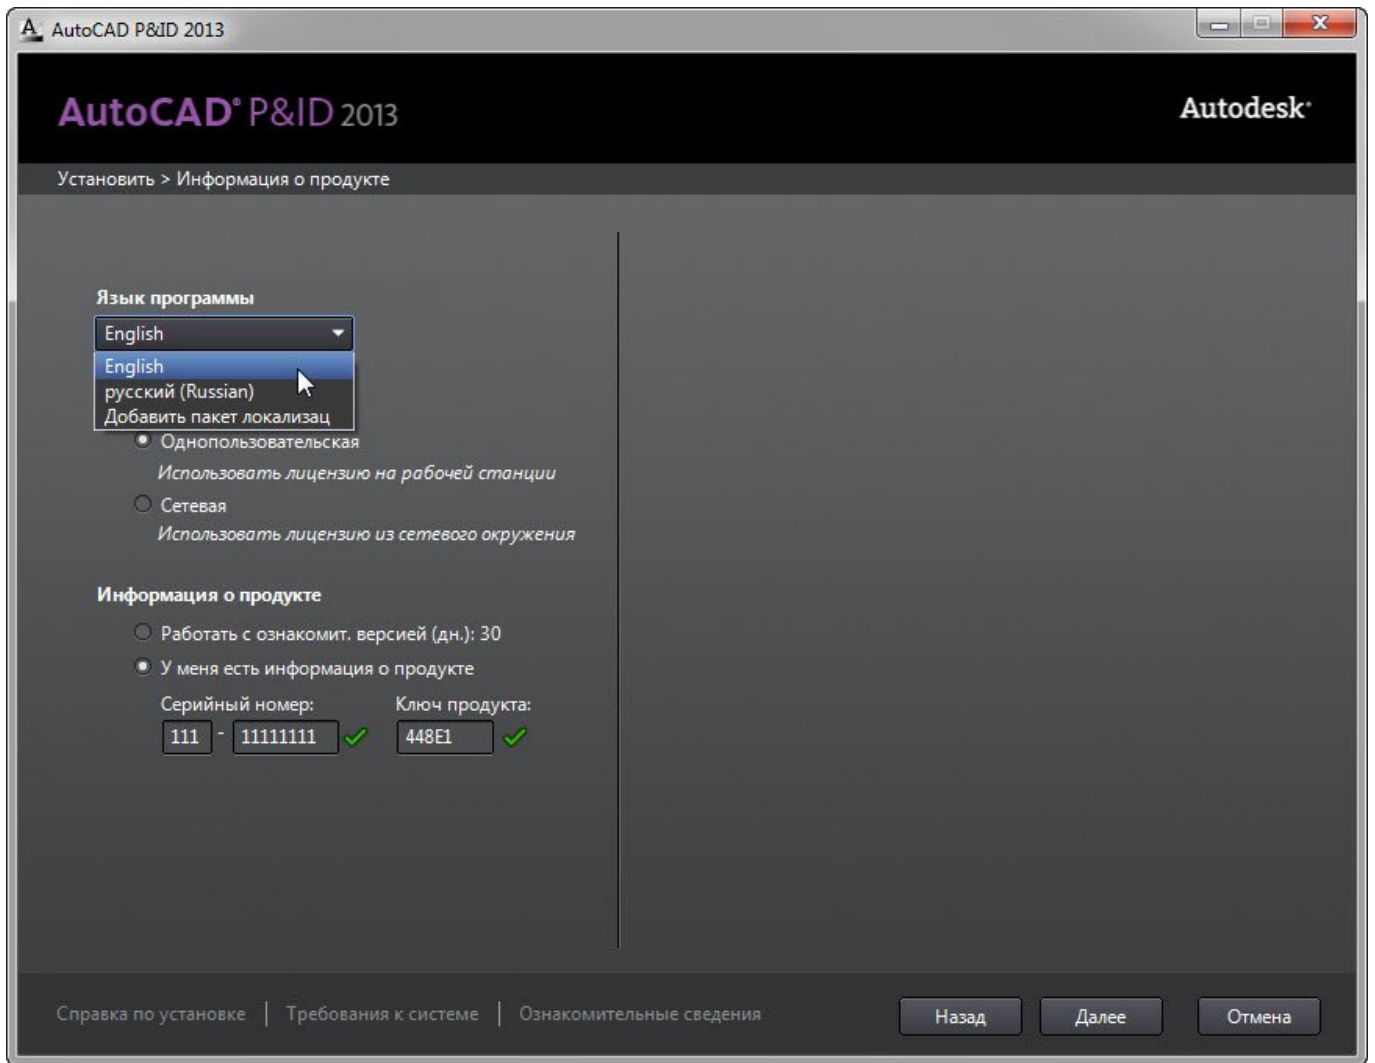 AutoCAD P&ID 2013
AutoCAD® P&ID 2013
Autodesk®
Установить > Информация о продукте
Язык программы
English
English
русский (Russian)
Добавить пакет локализац
Однопользовательская
Использовать лицензию на рабочей станции
Сетевая
Использовать лицензию из сетевого окружения
Информация о продукте
Работать с ознакомит. версией (дн.): 30
У меня есть информация о продукте
Серийный номер: Ключ продукта:
111 - 11111111 448E1
Справка по установке | Требования к системе | Ознакомительные сведения Назад Далее Отмена